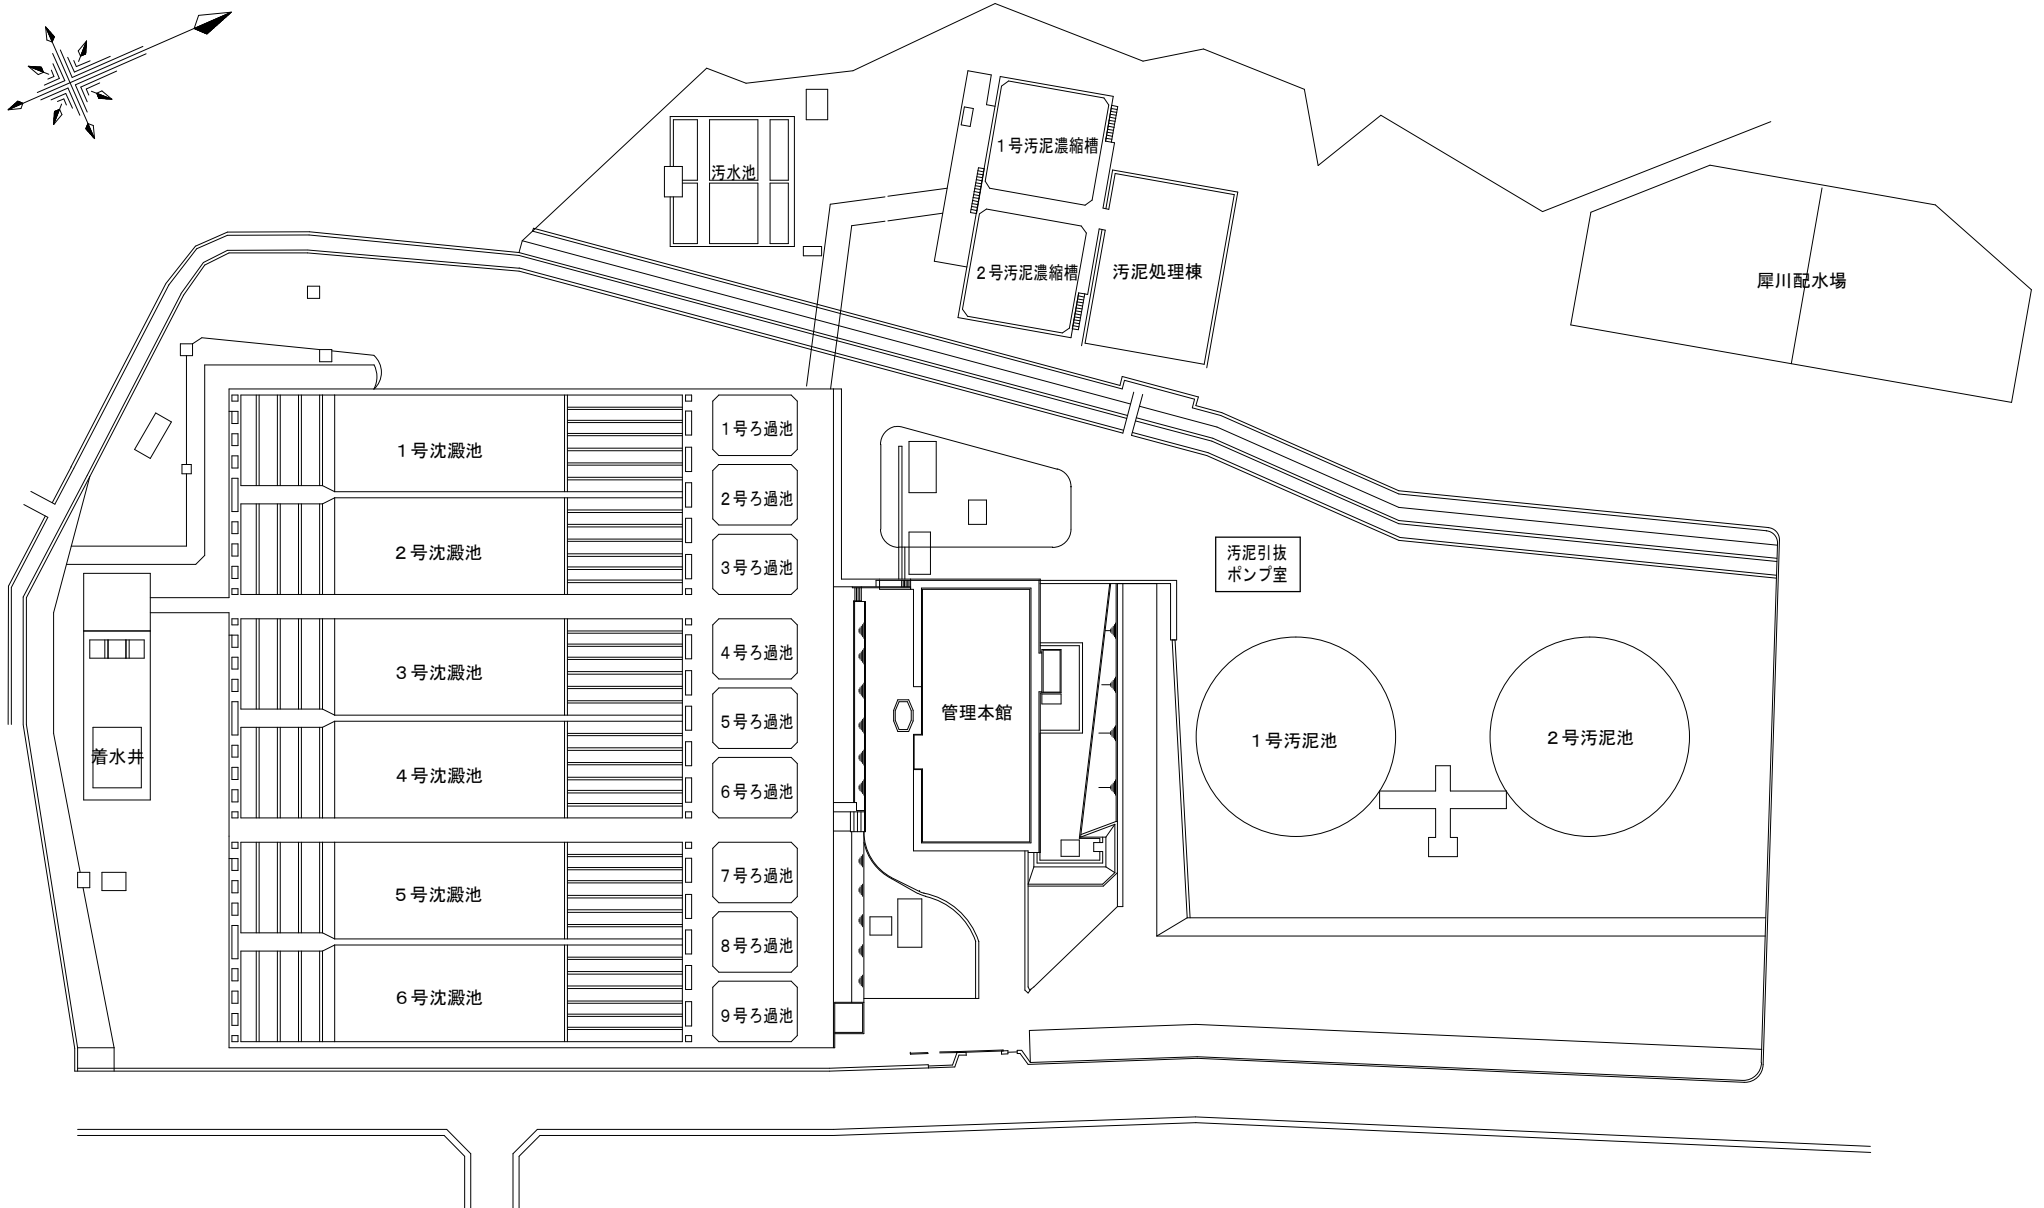 1号汚泥濃縮槽
汚水池
2号汚泥濃縮槽
汚泥処理棟
犀川配水場
1号沈澱池
2号沈澱池
3号沈澱池
4号沈澱池
5号沈澱池
6号沈澱池
1号ろ過池
2号ろ過池
3号ろ過池
4号ろ過池
5号ろ過池
6号ろ過池
7号ろ過池
8号ろ過池
9号ろ過池
着水井
管理本館
汚泥引抜
ポンプ室
1号汚泥池
2号汚泥池